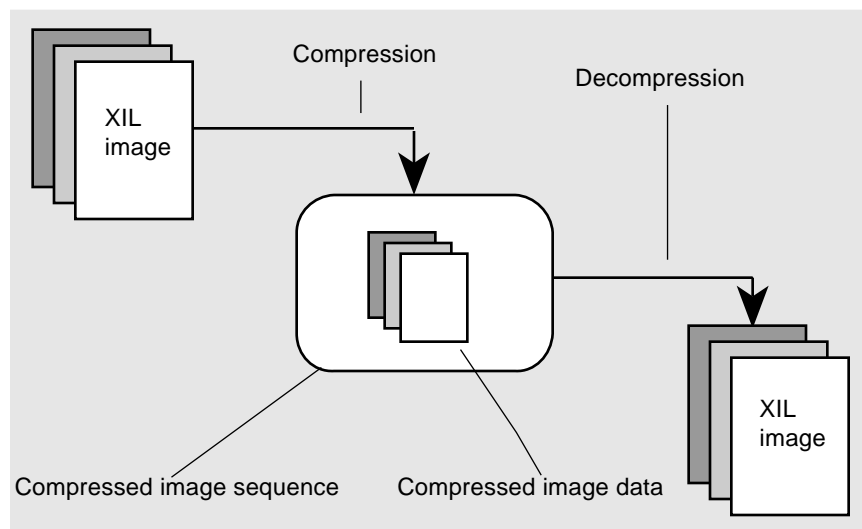 Compression
Decompression
XIL
image
XIL
image
Compressed image sequence
Compressed image data